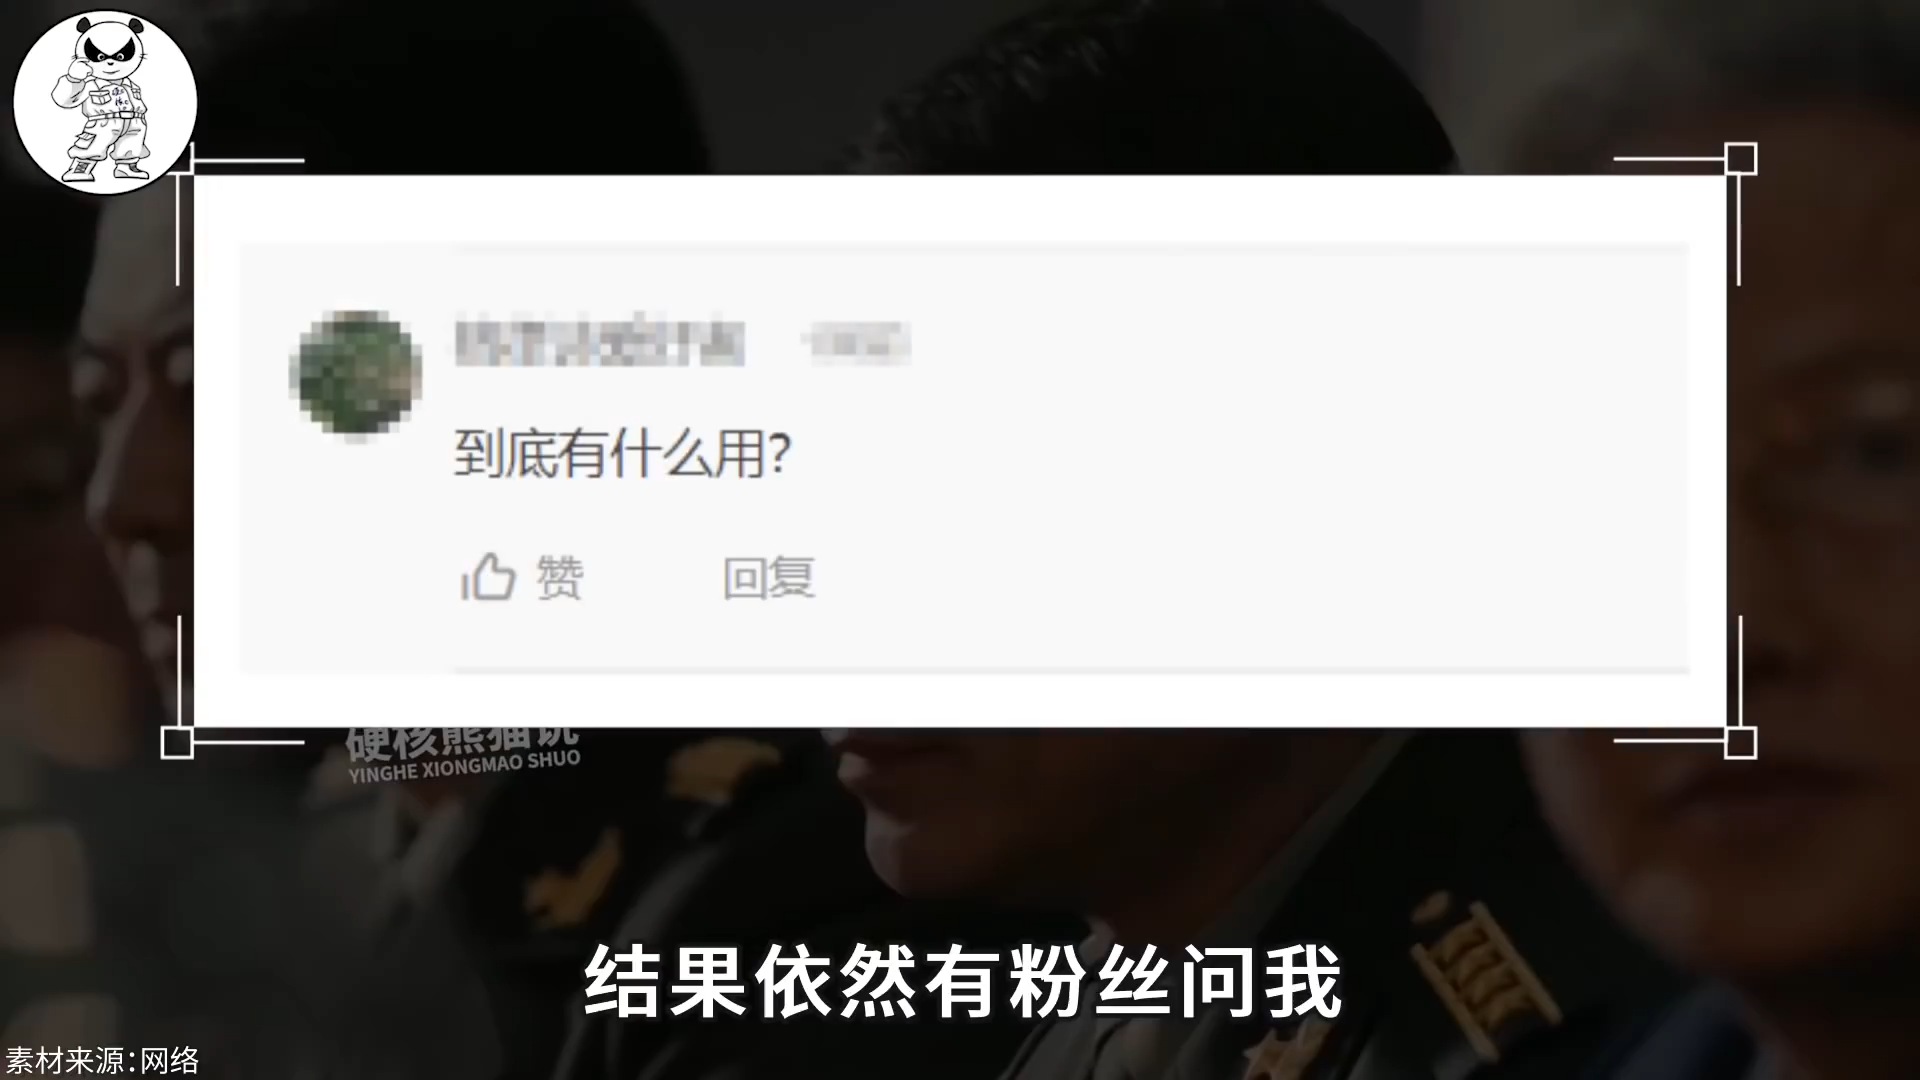 到底有什么用?
赞
回复
硬核熊猫说
YINGHE XIONGMAO SHUO
结果依然有粉丝问我
素材来源:网络